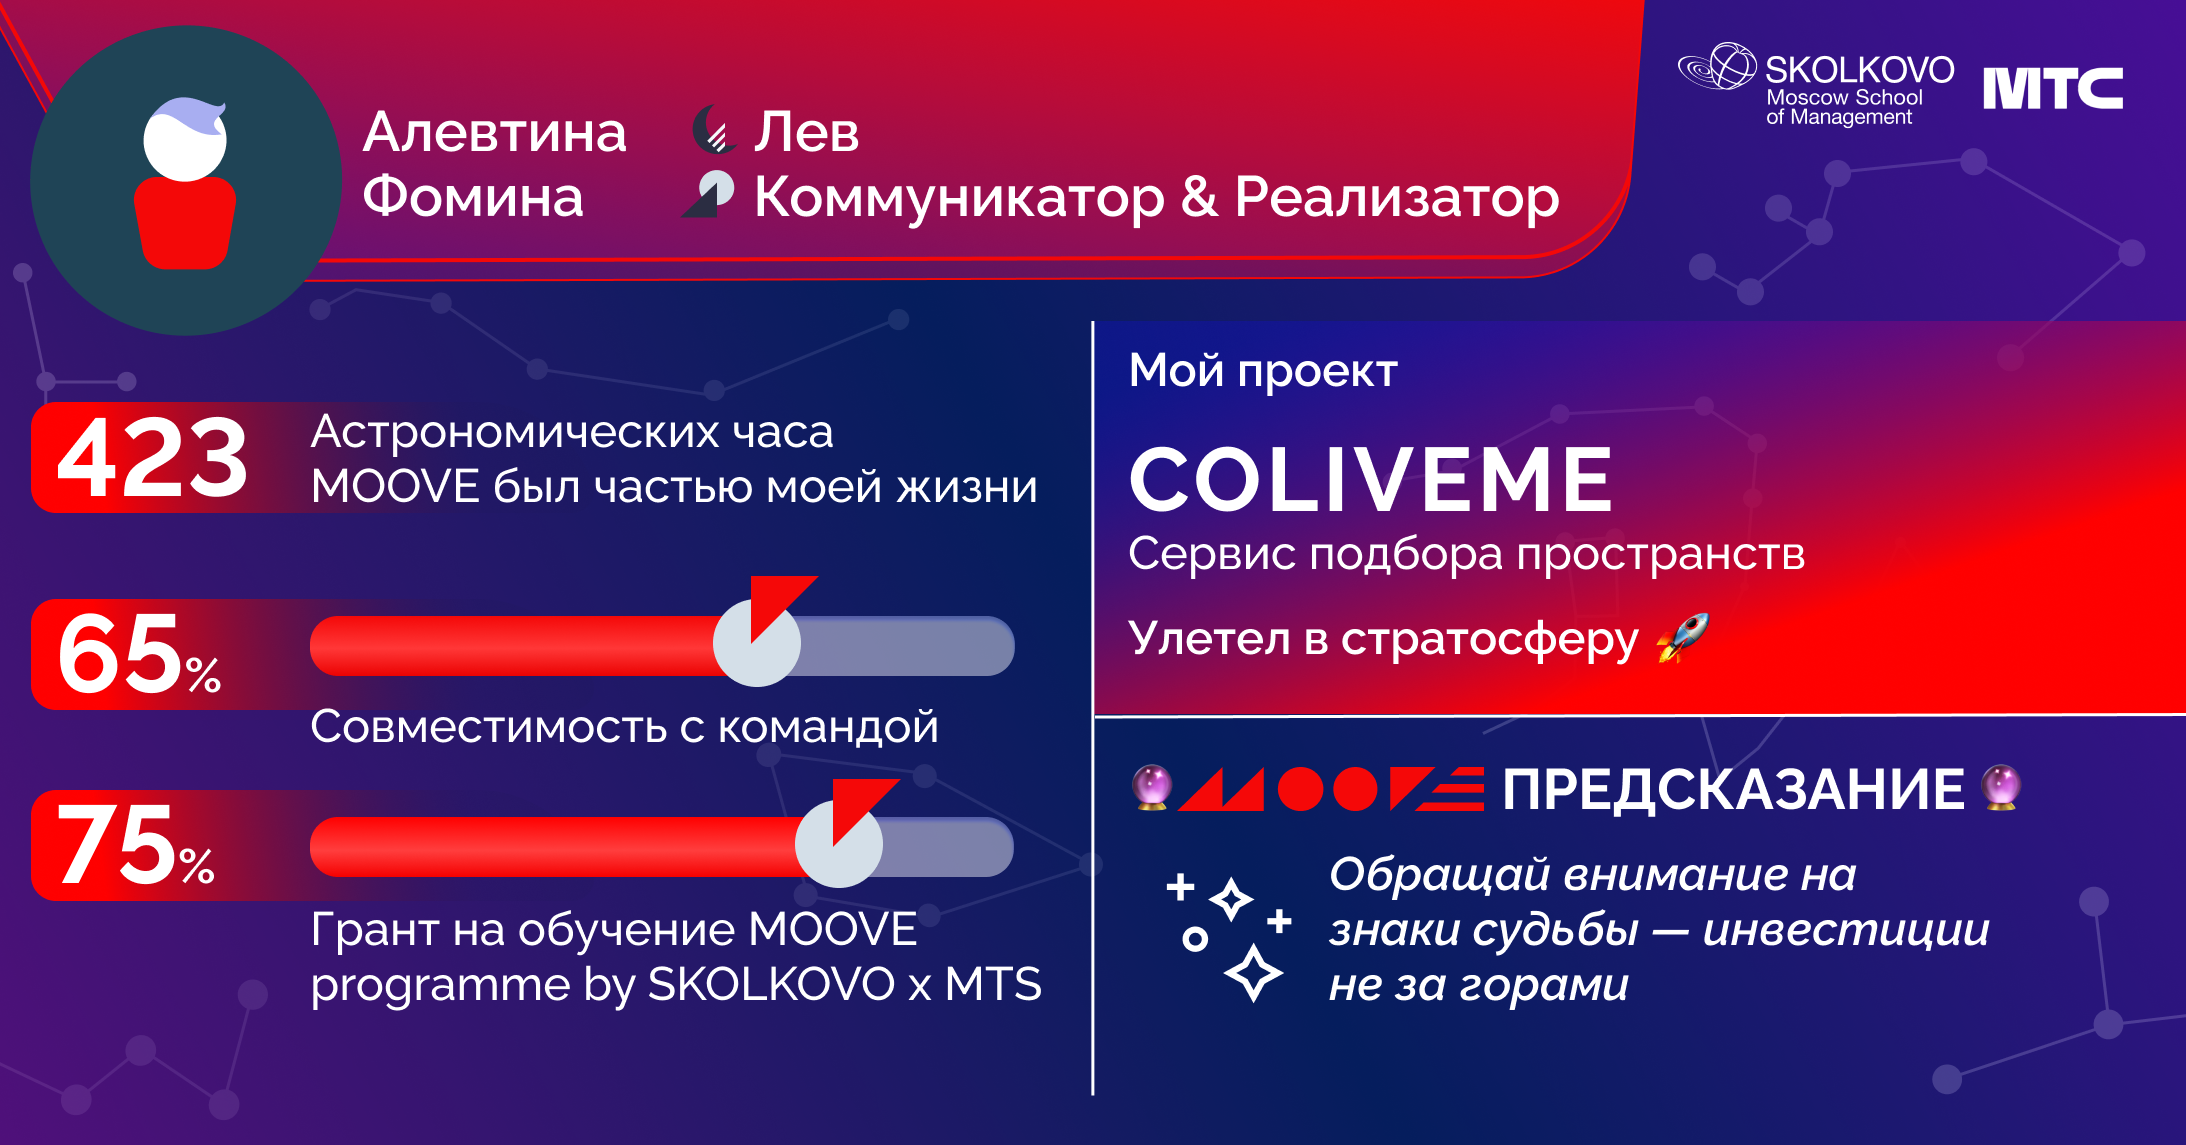 Алевтина
Фомина
Лев
Коммуникатор & Реализатор
SKOLKOVO
Moscow School
of Management
МТС
423
Астрономических часа
MOOVE был частью моей жизни
65%
Совместимость с командой
75%
Грант на обучение MOOVE
programme by SKOLKOVO x MTS
Мой проект
COLIVEME
Сервис подбора пространств
Улетел в стратосферу 🚀
🔮 MOOVE ПРЕДСКАЗАНИЕ 🔮
Обращай внимание на
знаки судьбы — инвестиции
не за горами